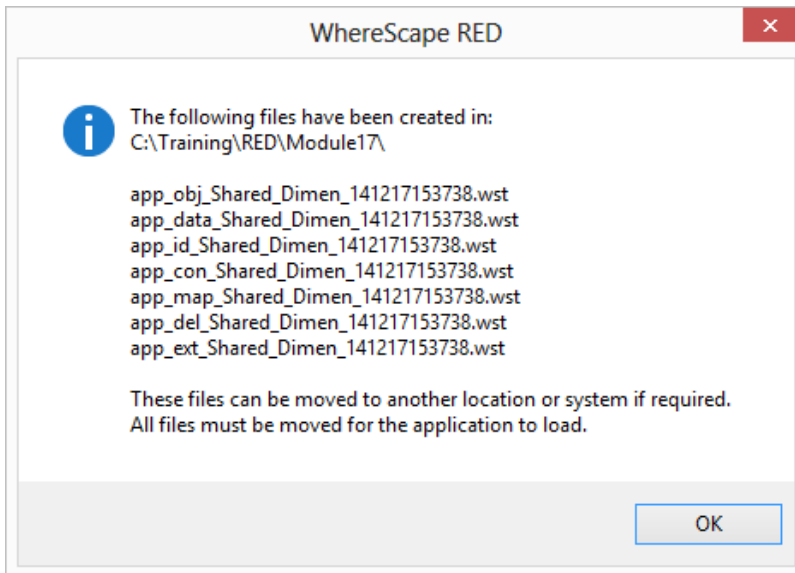 WhereScape RED
The following files have been created in:
C:\Training\RED\Module17\
app_obj_Shared_Dimen_141217153738.wst
app_data_Shared_Dimen_141217153738.wst
app_id_Shared_Dimen_141217153738.wst
app_con_Shared_Dimen_141217153738.wst
app_map_Shared_Dimen_141217153738.wst
app_del_Shared_Dimen_141217153738.wst
app_ext_Shared_Dimen_141217153738.wst
These files can be moved to another location or system if required.
All files must be moved for the application to load.
OK